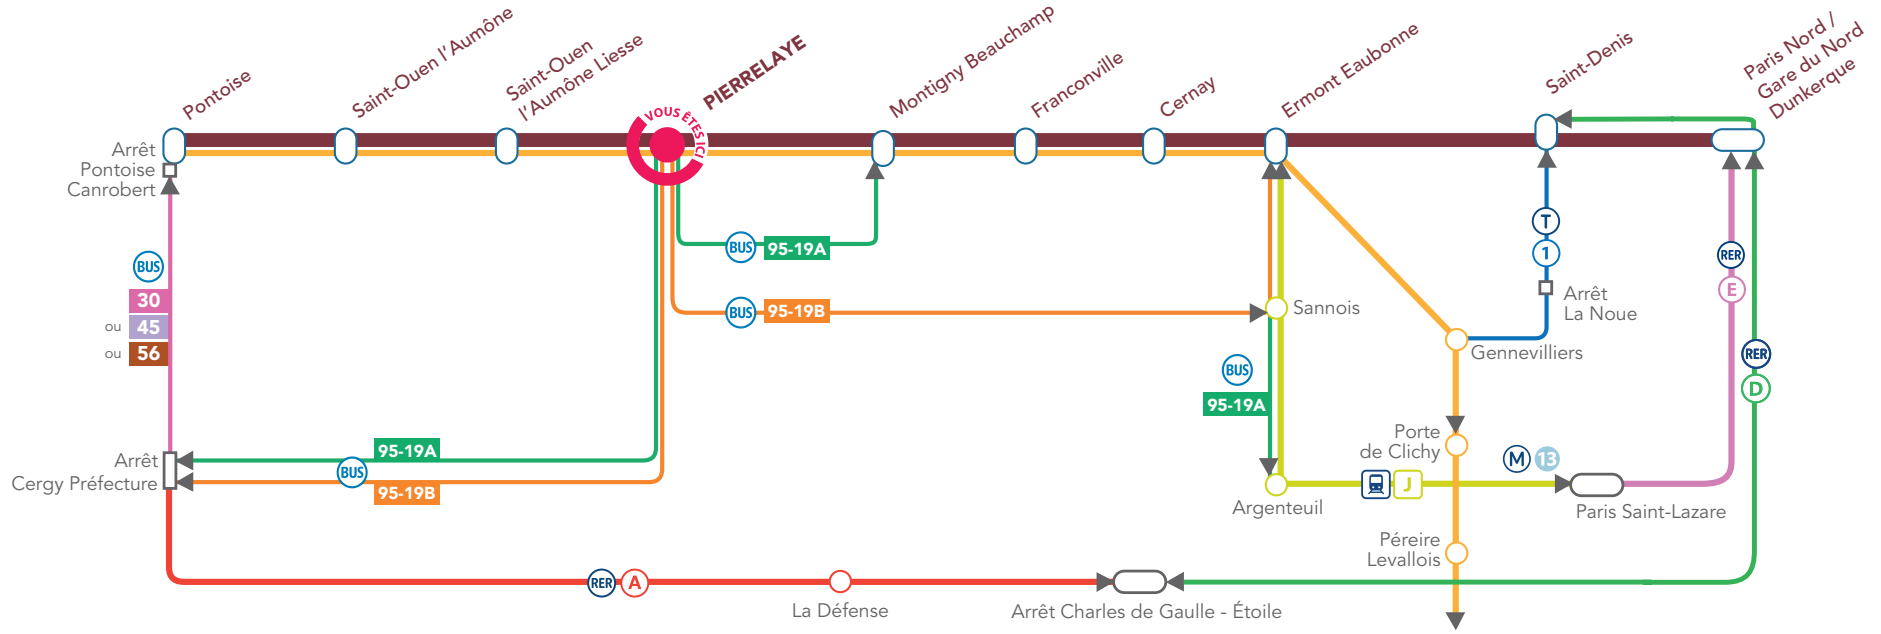 Pontoise
Saint-Ouen l'Aumône
Saint-Ouen
l'Aumône Liesse
PIERRELAYE
Montigny Beauchamp
Franconville
Cernay
Ermont Eaubonne
Saint-Denis
Paris Nord /
Gare du Nord
Dunkerque
VOUS ÊTES ICI
Arrêt
Pontoise
Canrobert
BUS
30
ou 45
ou 56
BUS 95-19A
BUS 95-19B
Sannois
BUS
95-19A
T
1
Arrêt
La Noue
Gennevilliers
RER
E
RER
D
Arrêt
Cergy Préfecture
95-19A
BUS
95-19B
Porte
de Clichy
M 13
J
Argenteuil
Paris Saint-Lazare
Péreire
Levallois
RER A
La Défense
Arrêt Charles de Gaulle - Étoile